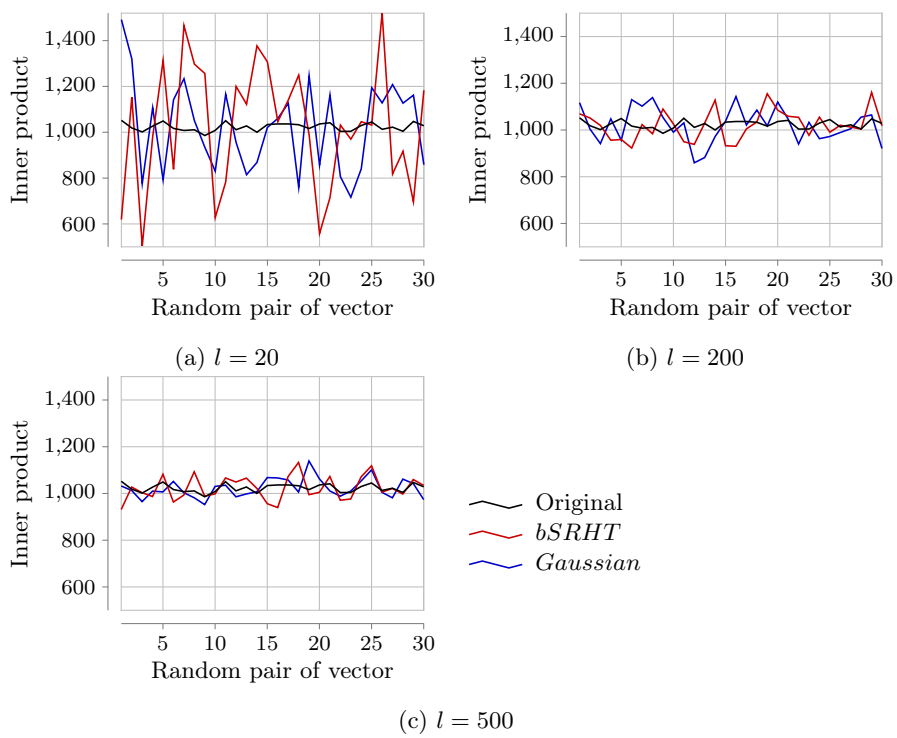 1,400
1,200
1,000
800
600
Inner product
5 10 15 20 25 30
Random pair of vector
(a) l = 20
1,400
1,200
1,000
800
600
Inner product
5 10 15 20 25 30
Random pair of vector
(b) l = 200
1,400
1,200
1,000
800
600
Inner product
5 10 15 20 25 30
Random pair of vector
Original
bSRHT
Gaussian
(c) l = 500